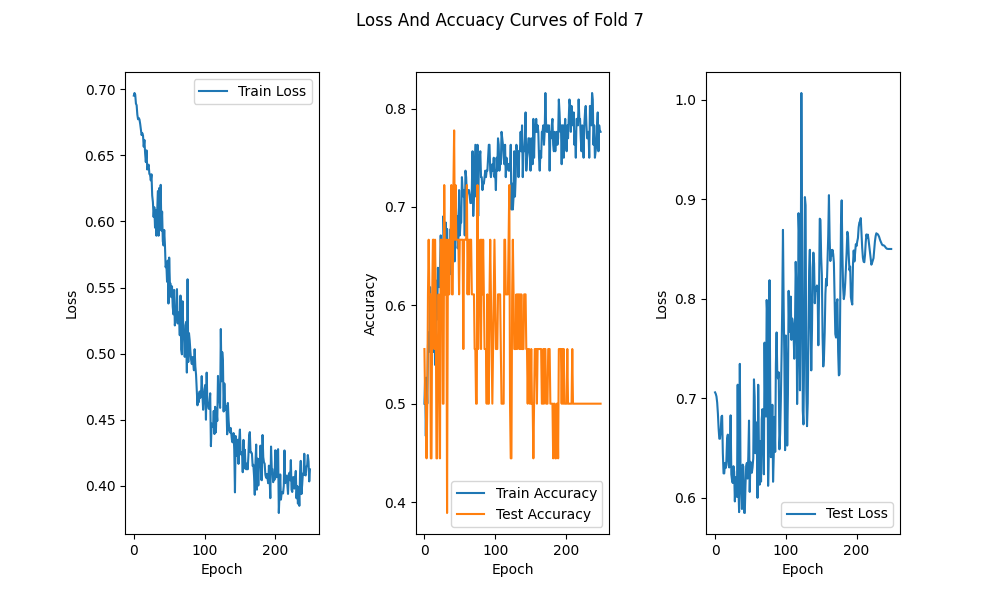 Loss And Accuacy Curves of Fold 7
Loss
0.70
0.65
0.60
0.55
0.50
0.45
0.40
0
100
200
Epoch
Train Loss
Accuracy
0.8
0.7
0.6
0.5
0.4
0
100
200
Epoch
Train Accuracy
Test Accuracy
Loss
1.0
0.9
0.8
0.7
0.6
0
100
200
Epoch
Test Loss